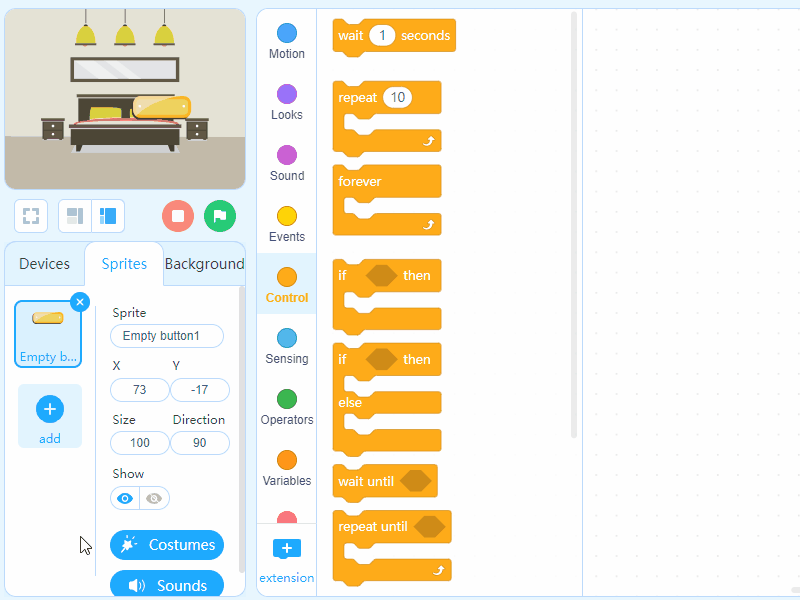 Devices
Sprites
Background
Empty b...
add
Sprite
Empty button1
X
Y
73
-17
Size
Direction
100
90
Show
Costumes
Sounds
Motion
Looks
Sound
Events
Control
Sensing
Operators
Variables
extension
wait 1 seconds
repeat 10
forever
if then
if then
else
wait until
repeat until